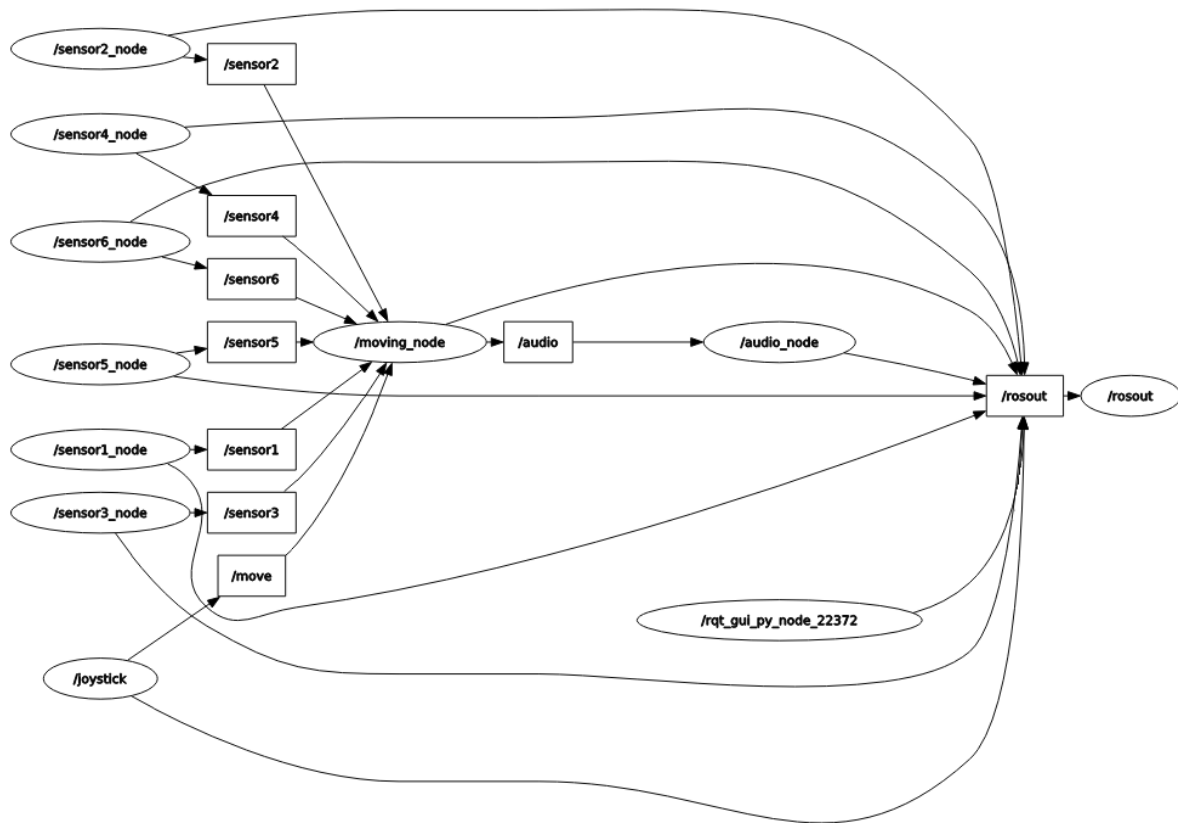 /sensor2_node
/sensor2
/sensor4_node
/sensor4
/sensor6_node
/sensor6
/sensor5
/moving_node
/audio
/audio_node
/sensor5_node
/rosout
/rosout
/sensor1_node
/sensor1
/sensor3_node
/sensor3
/move
/rqt_gui_py_node_22372
/joystick